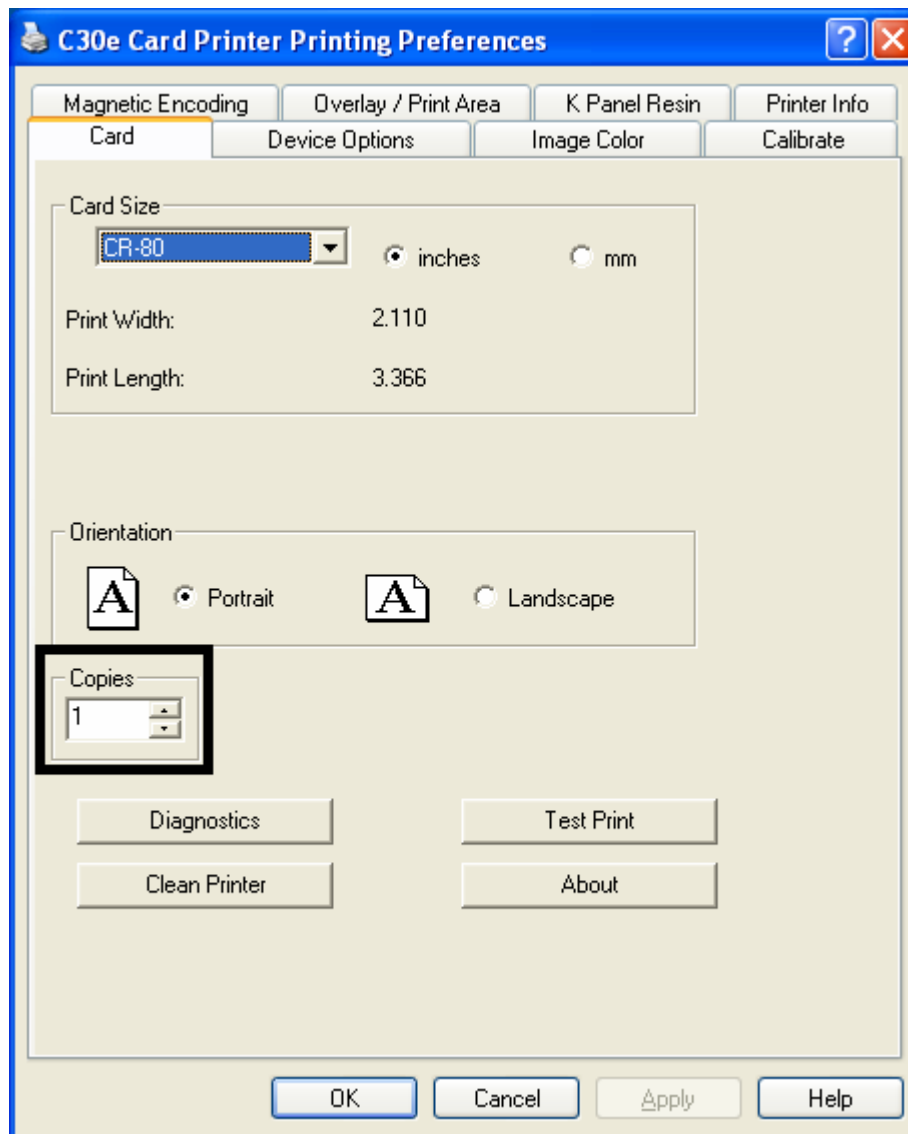 C30e Card Printer Printing Preferences
Magnetic Encoding Overlay / Print Area K Panel Resin Printer Info
Card Device Options Image Color Calibrate
Card Size
CR-80 inches mm
Print Width: 2.110
Print Length: 3.366
Orientation
A Portrait A Landscape
Copies
1
Diagnostics Test Print
Clean Printer About
OK Cancel Apply Help